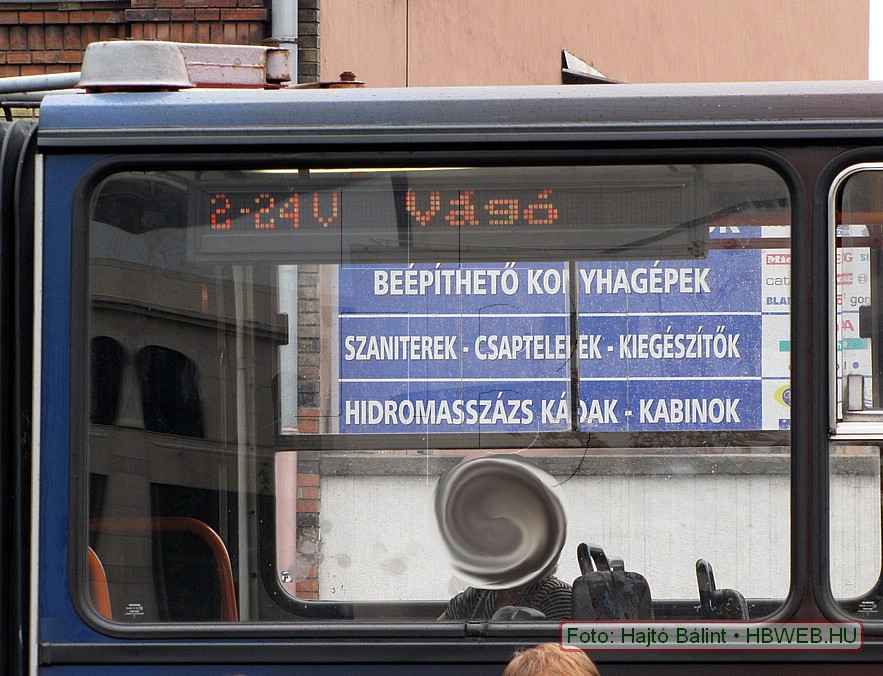 2-24V Vágó
BEÉPÍTHETŐ KONYHAGÉPEK
SZANITEREK - CSAPTELEPEK - KIEGÉSZÍTŐK
HIDROMASSZÁZS KÁDAK - KABINOK
Foto: Hajtó Bálint • HBWEB.HU